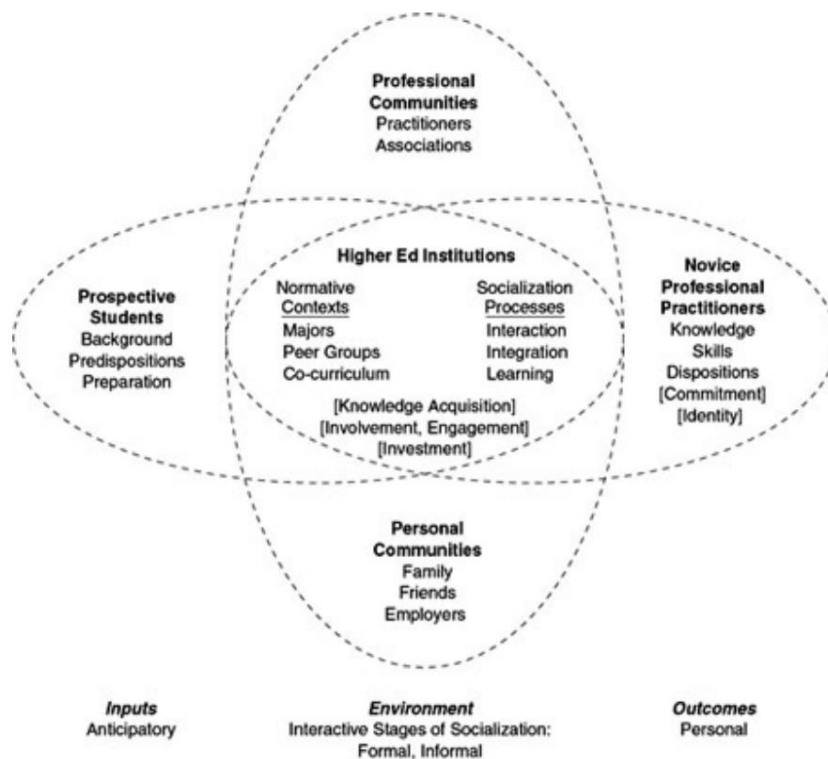 Professional
Communities
Practitioners
Associations
Higher Ed Institutions
Normative
Contexts
Majors
Peer Groups
Co-curriculum
Socialization
Processes
Interaction
Integration
Learning
[Knowledge Acquisition]
[Involvement, Engagement]
[Investment]
Prospective
Students
Background
Predispositions
Preparation
Novice
Professional
Practitioners
Knowledge
Skills
Dispositions
[Commitment]
[Identity]
Personal
Communities
Family
Friends
Employers
Inputs
Anticipatory
Environment
Interactive Stages of Socialization:
Formal, Informal
Outcomes
Personal